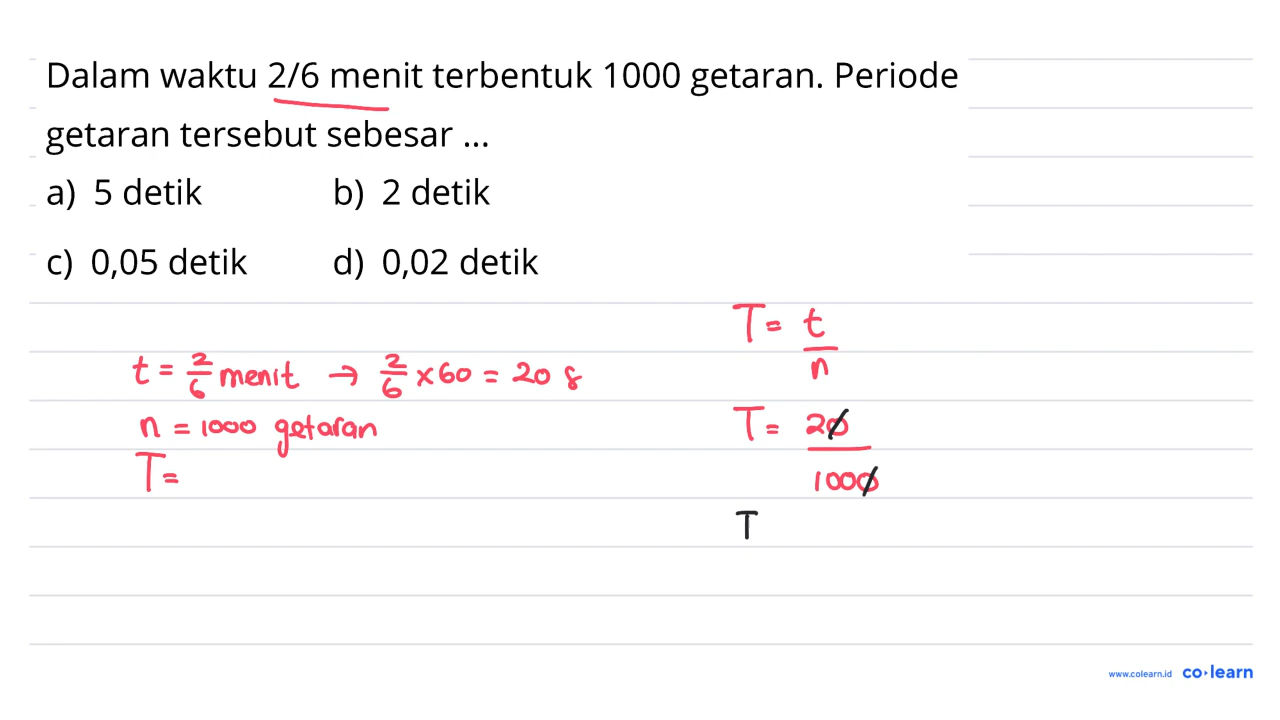 Dalam waktu 2/6 menit terbentuk 1000 getaran. Periode
getaran tersebut sebesar ...
a) 5 detik b) 2 detik
c) 0,05 detik d) 0,02 detik
T = t/n
t = 2/6 menit → 2/6 × 60 = 20 s
n = 1000 getaran
T =
T = 20/1000
T
www.colearn.id co·learn